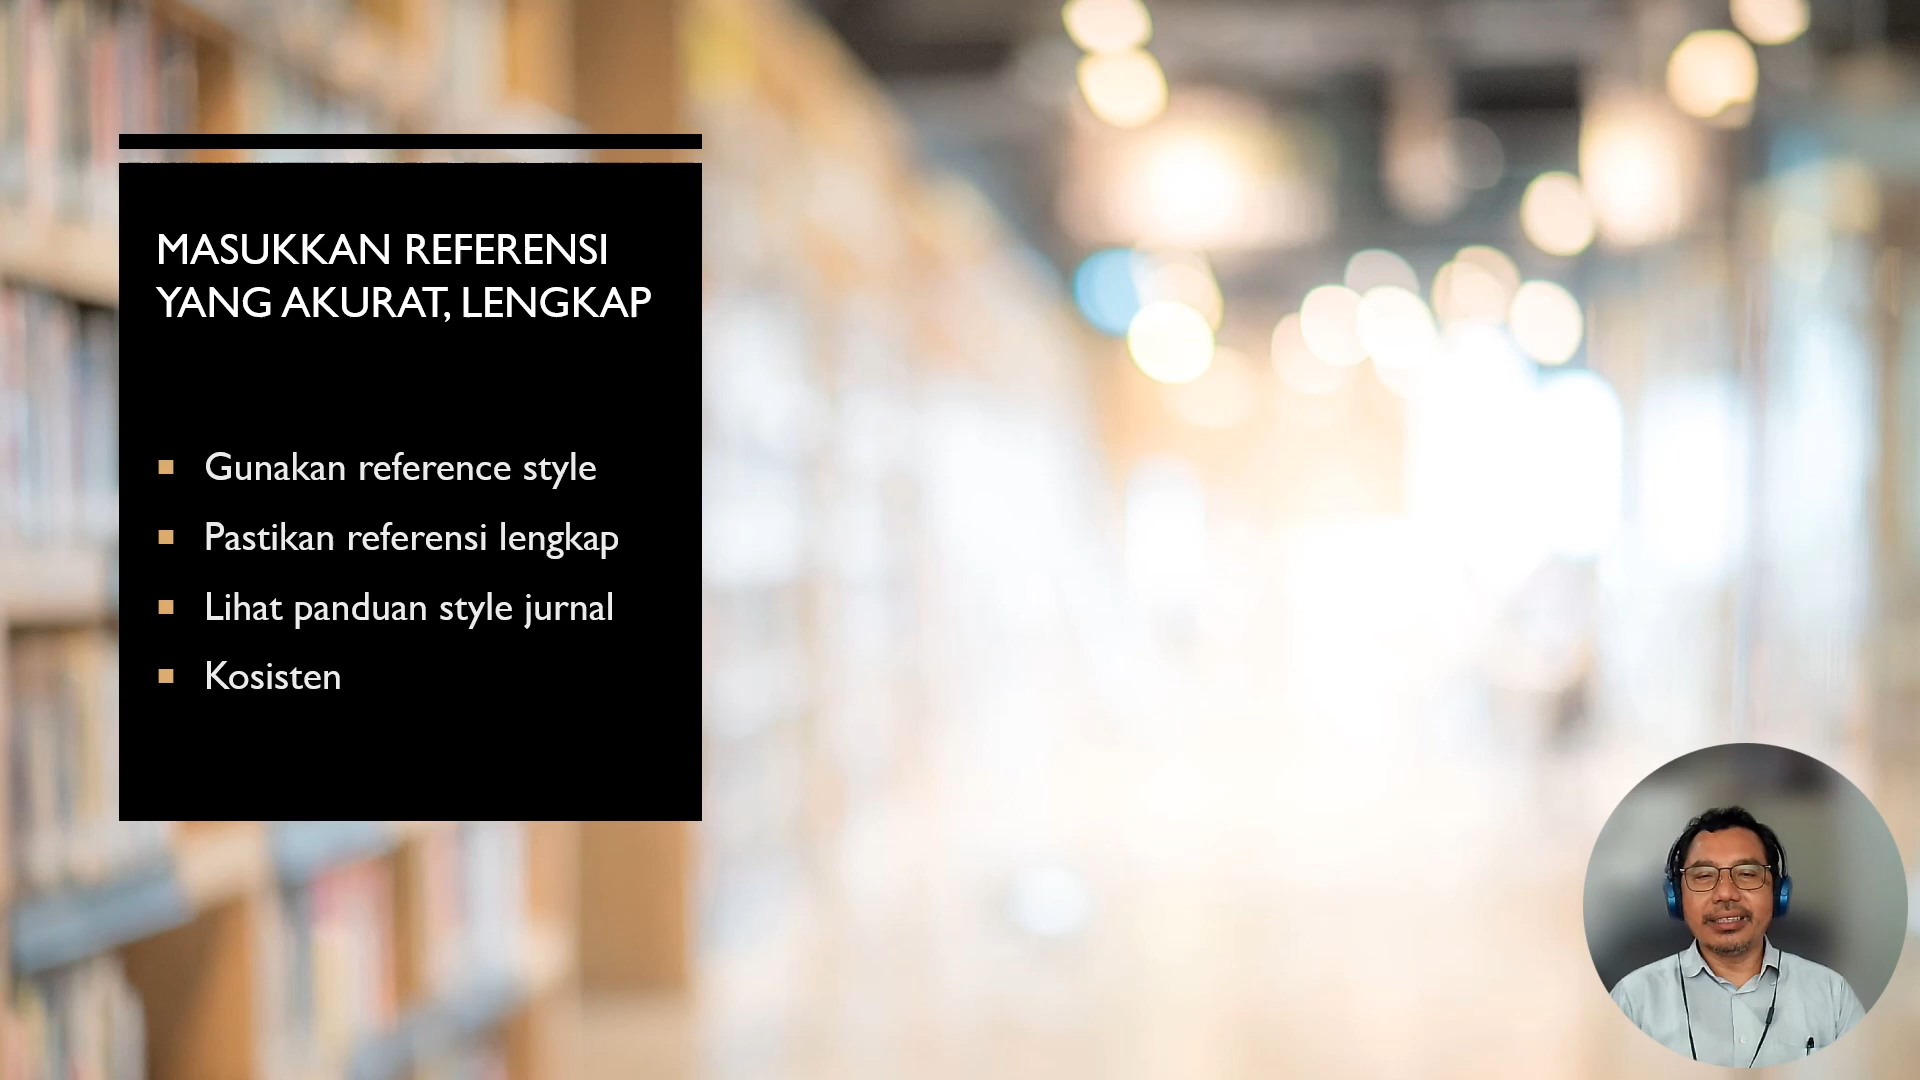 MASUKKAN REFERENSI
YANG AKURAT, LENGKAP
Gunakan reference style
Pastikan referensi lengkap
Lihat panduan style jurnal
Kosisten